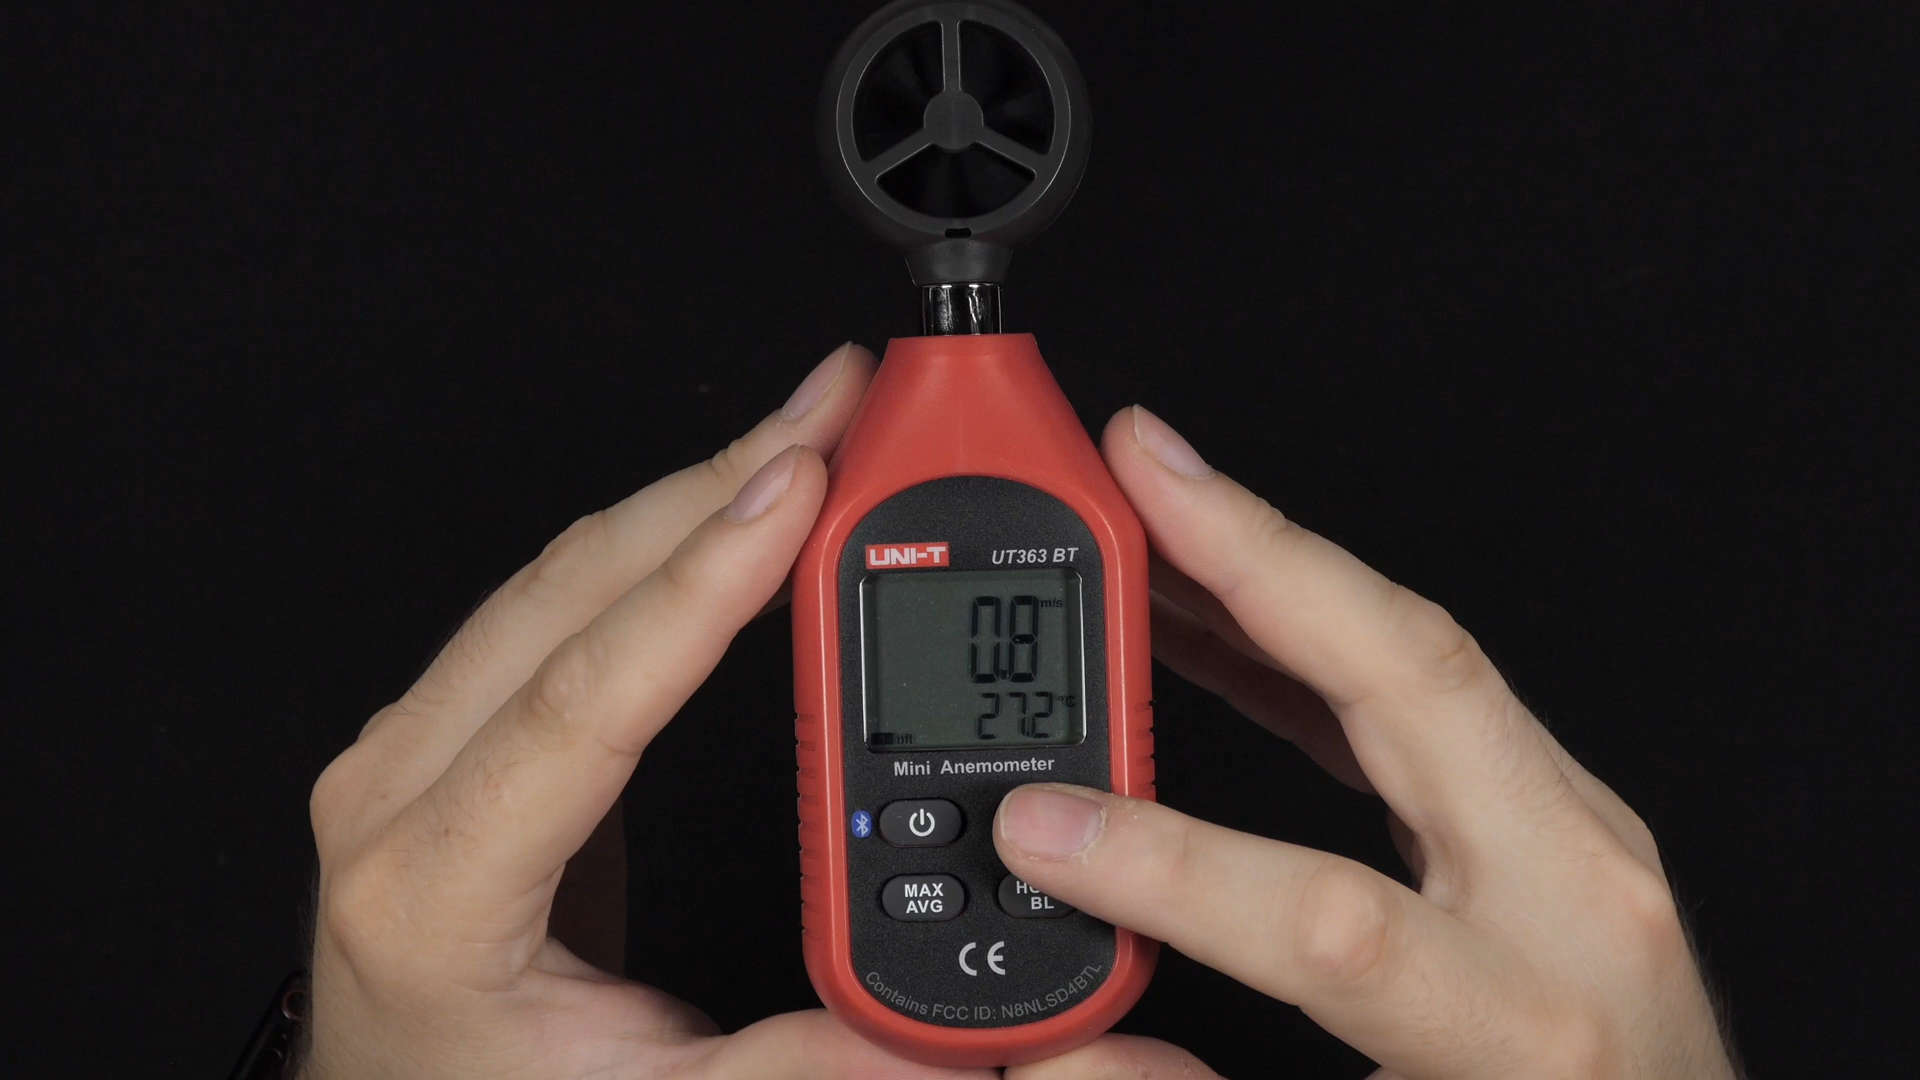 UNI-T UT363 BT
0.8 m/s
27.2 °C
bft
Mini Anemometer
MAX
AVG
BL
CE
Contains FCC ID: N8NLSD4BTL